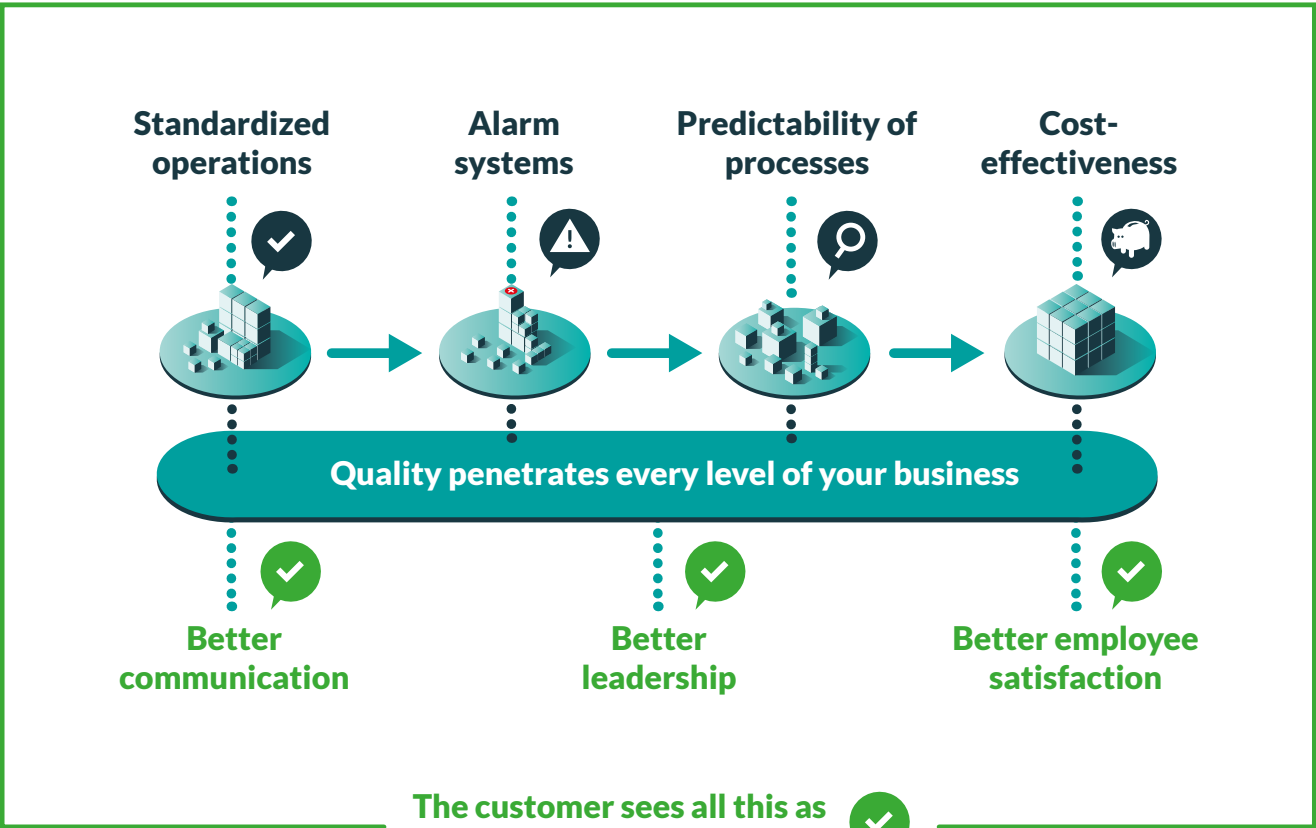 Standardized
operations
Alarm
systems
Predictability of
processes
Cost-
effectiveness
Quality penetrates every level of your business
Better
communication
Better
leadership
Better employee
satisfaction
The customer sees all this as